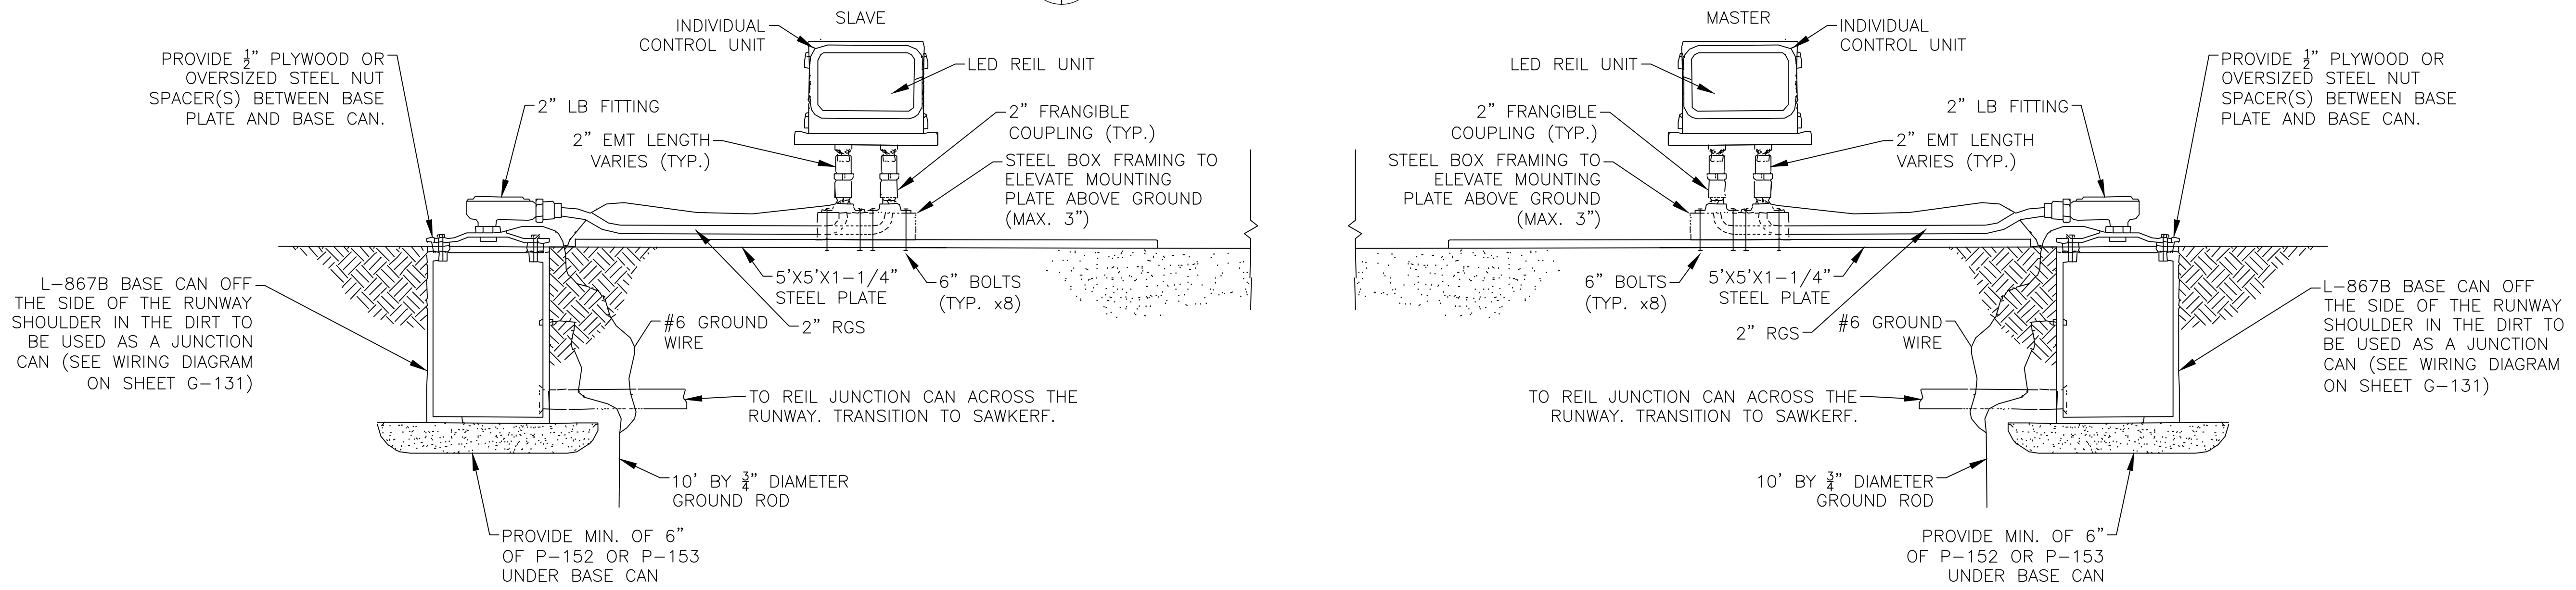 SLAVE
INDIVIDUAL
CONTROL UNIT
PROVIDE ½” PLYWOOD OR
OVERSIZED STEEL NUT
SPACER(S) BETWEEN BASE
PLATE AND BASE CAN.
LED REIL UNIT
2” LB FITTING
2” FRANGIBLE
COUPLING (TYP.)
2” EMT LENGTH
VARIES (TYP.)
STEEL BOX FRAMING TO
ELEVATE MOUNTING
PLATE ABOVE GROUND
(MAX. 3”)
L-867B BASE CAN OFF
THE SIDE OF THE RUNWAY
SHOULDER IN THE DIRT TO
BE USED AS A JUNCTION
CAN (SEE WIRING DIAGRAM
ON SHEET G-131)
5’X5’X1-1/4”
STEEL PLATE
6” BOLTS
(TYP. x8)
2” RGS
#6 GROUND
WIRE
TO REIL JUNCTION CAN ACROSS THE
RUNWAY. TRANSITION TO SAWKERF.
10’ BY ¾” DIAMETER
GROUND ROD
PROVIDE MIN. OF 6”
OF P-152 OR P-153
UNDER BASE CAN
MASTER
INDIVIDUAL
CONTROL UNIT
LED REIL UNIT
PROVIDE ½” PLYWOOD OR
OVERSIZED STEEL NUT
SPACER(S) BETWEEN BASE
PLATE AND BASE CAN.
2” FRANGIBLE
COUPLING (TYP.)
2” LB FITTING
2” EMT LENGTH
VARIES (TYP.)
STEEL BOX FRAMING TO
ELEVATE MOUNTING
PLATE ABOVE GROUND
(MAX. 3”)
6” BOLTS
(TYP. x8)
5’X5’X1-1/4”
STEEL PLATE
2” RGS
#6 GROUND
WIRE
L-867B BASE CAN OFF
THE SIDE OF THE RUNWAY
SHOULDER IN THE DIRT TO
BE USED AS A JUNCTION
CAN (SEE WIRING DIAGRAM
ON SHEET G-131)
TO REIL JUNCTION CAN ACROSS THE
RUNWAY. TRANSITION TO SAWKERF.
10’ BY ¾” DIAMETER
GROUND ROD
PROVIDE MIN. OF 6”
OF P-152 OR P-153
UNDER BASE CAN